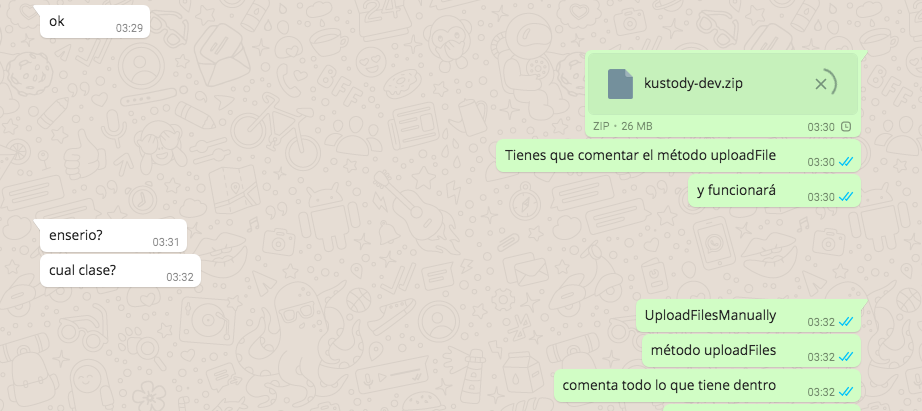 ok
03:29
kustody-dev.zip
ZIP • 26 MB
03:30
Tienes que comentar el método uploadFile
03:30
y funcionará
03:30
enserio?
03:31
cual clase?
03:32
UploadFilesManually
03:32
método uploadFiles
03:32
comenta todo lo que tiene dentro
03:32